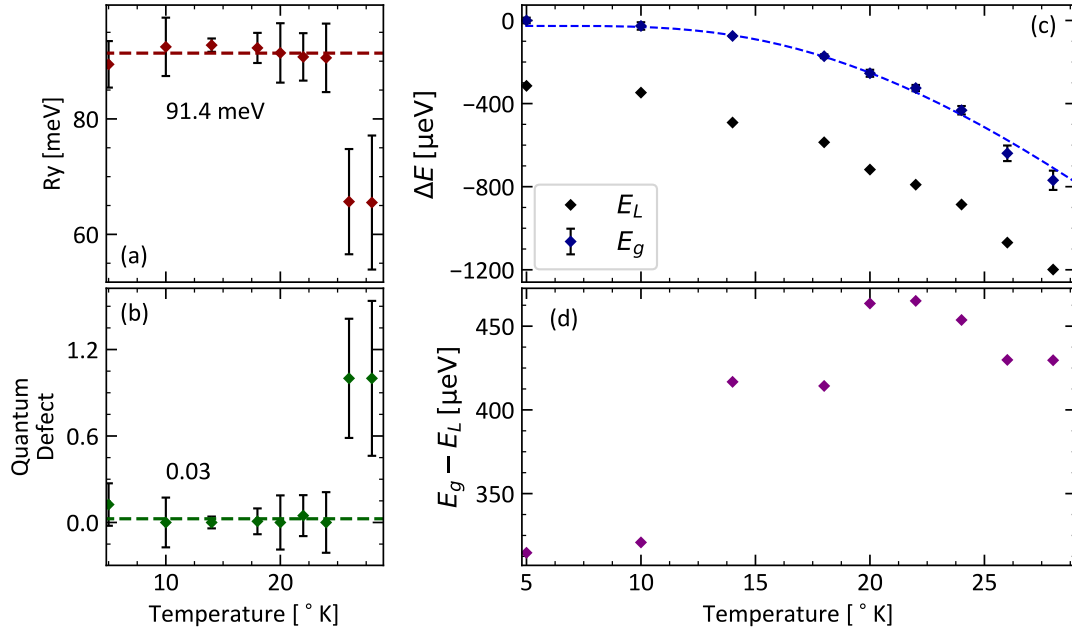 (a)
91.4 meV
Ry [meV]
80
60
(b)
0.03
Quantum
Defect
1.2
0.6
0.0
10
20
Temperature [ ° K]
(c)
ΔE [µeV]
0
−400
−800
−1200
E_L
E_g
(d)
E_g − E_L [µeV]
450
400
350
5
10
15
20
25
Temperature [ ° K]